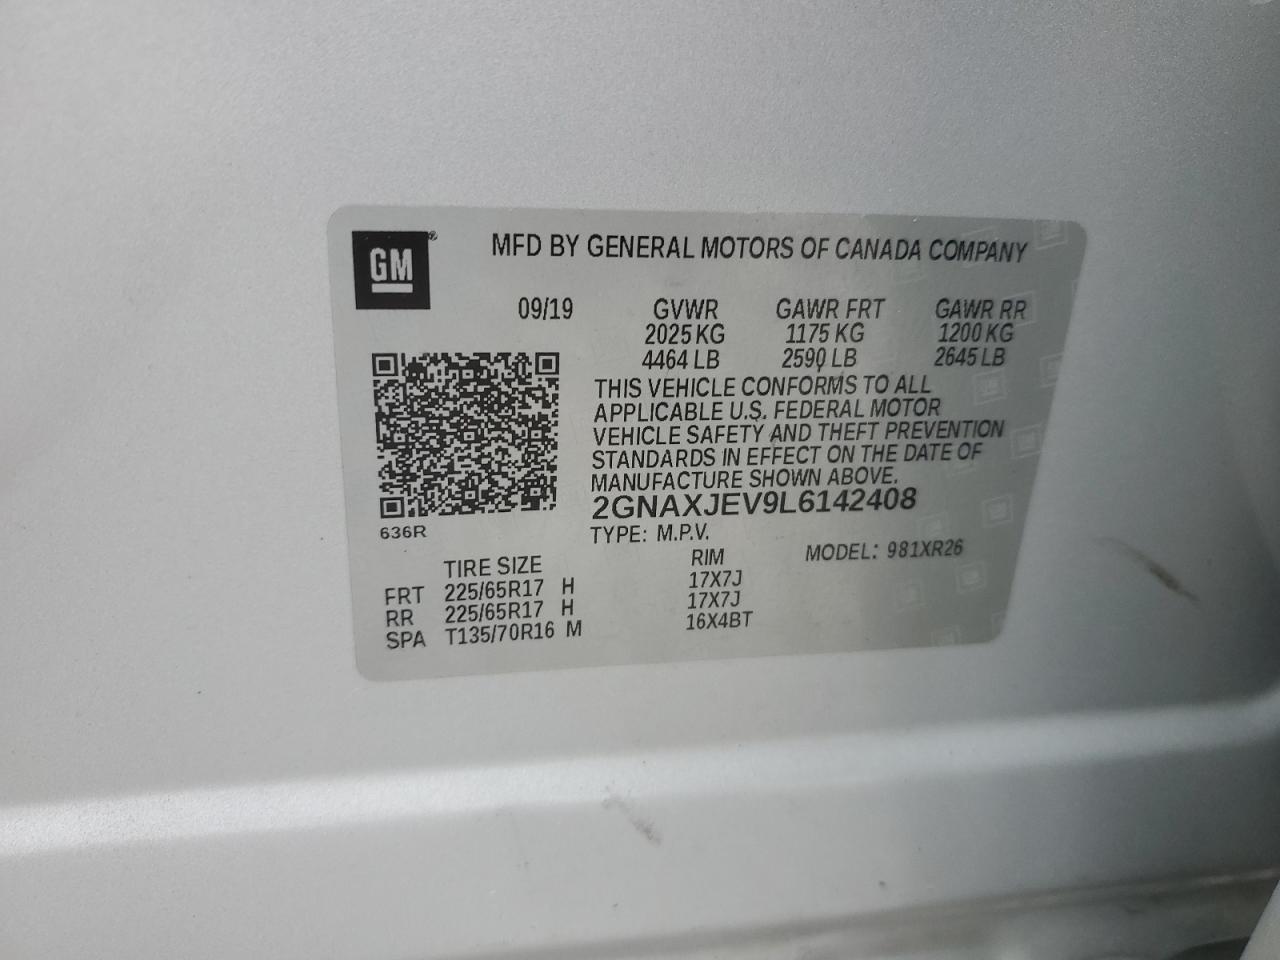 GM®
MFD BY GENERAL MOTORS OF CANADA COMPANY
09/19 GVWR GAWR FRT GAWR RR
2025 KG 1175 KG 1200 KG
4464 LB 2590 LB 2645 LB
THIS VEHICLE CONFORMS TO ALL
APPLICABLE U.S. FEDERAL MOTOR
VEHICLE SAFETY AND THEFT PREVENTION
STANDARDS IN EFFECT ON THE DATE OF
MANUFACTURE SHOWN ABOVE.
2GNAXJEV9L6142408
636R
TYPE: M.P.V. MODEL: 981XR26
TIRE SIZE RIM
FRT 225/65R17 H 17X7J
RR 225/65R17 H 17X7J
SPA T135/70R16 M 16X4BT